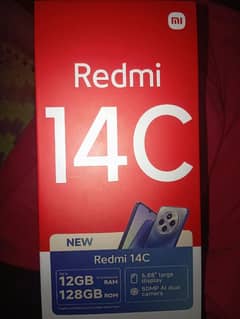 mi
Redmi
14C
NEW
Redmi 14C
12GB RAM
128GB ROM
6.88" large
display
50MP AI dual
camera